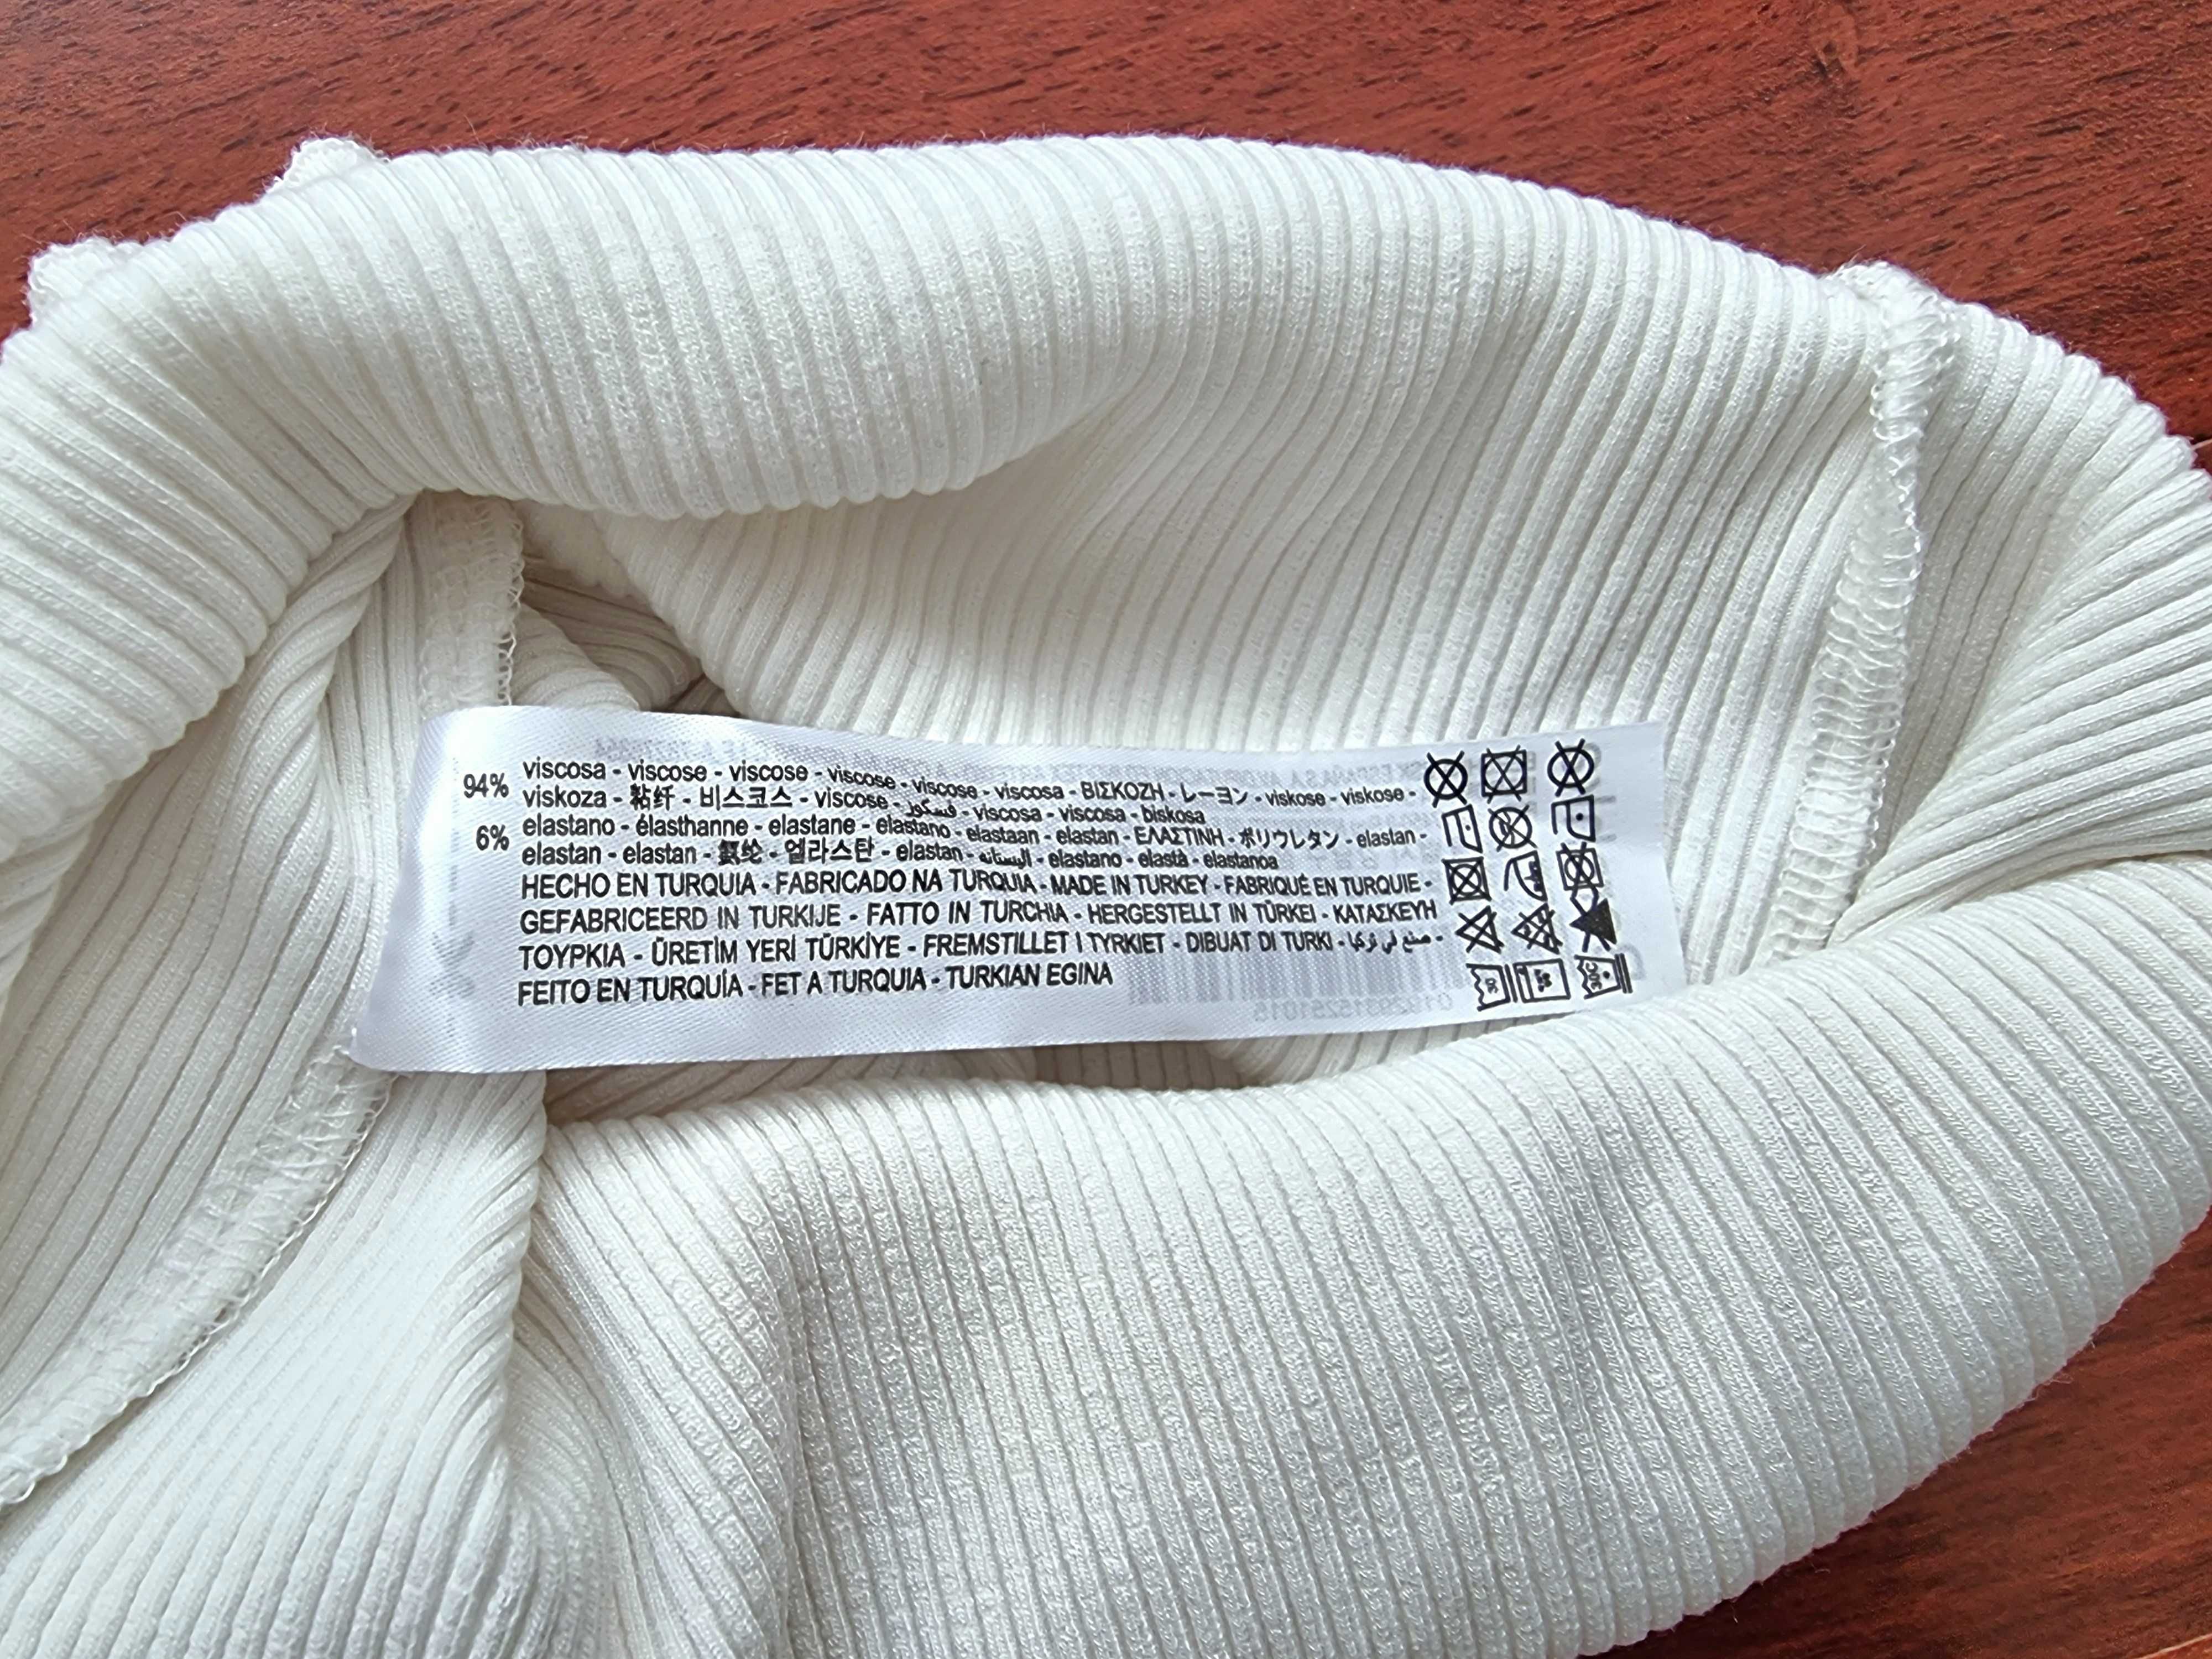 94% viscosa - viscose - viscose - viscose - viscose - viscosa - ΒΙΣΚΟΖΗ - レーヨン - viskose - viskose -
viskoza - 粘纤 - 비스코스 - viscose - فسكوز - viscosa - viscosa - biskosa
6% elastano - élasthanne - elastane - elastano - elastaan - elastan - ΕΛΑΣΤΙΝΗ - ポリウレタン - elastan -
elastan - elastan - 氨纶 - 엘라스탄 - elastan - اليستانه - elastano - elastà - elastanoa
HECHO EN TURQUIA - FABRICADO NA TURQUIA - MADE IN TURKEY - FABRIQUÉ EN TURQUIE -
GEFABRICEERD IN TURKIJE - FATTO IN TURCHIA - HERGESTELLT IN TÜRKEI - ΚΑΤΑΣΚΕΥΗ
ΤΟΥΡΚΙΑ - ÜRETİM YERİ TÜRKİYE - FREMSTILLET I TYRKIET - DIBUAT DI TURKI - صنع في تركيا -
FEITO EN TURQUÍA - FET A TURQUIA - TURKIAN EGINA